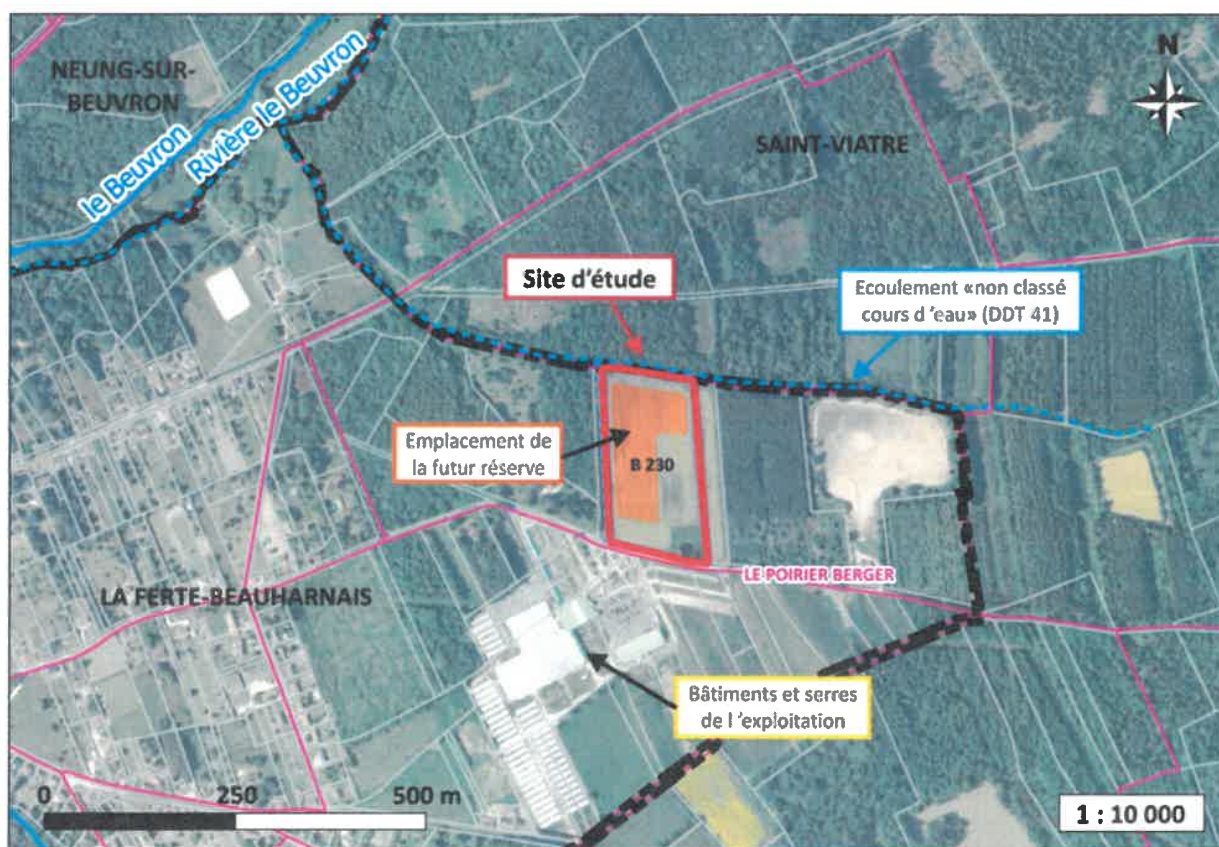 NEUNG-SUR-
BEUVRON
le Beuvron
Rivière le Beuvron
N
SAINT-VIATRE
Site d'étude
Ecoulement «non classé
cours d 'eau» (DDT 41)
Emplacement de
la futur réserve
B 230
LE POIRIER BERGER
LA FERTE-BEAUHARNAIS
Bâtiments et serres
de l 'exploitation
0 250 500 m
1 : 10 000